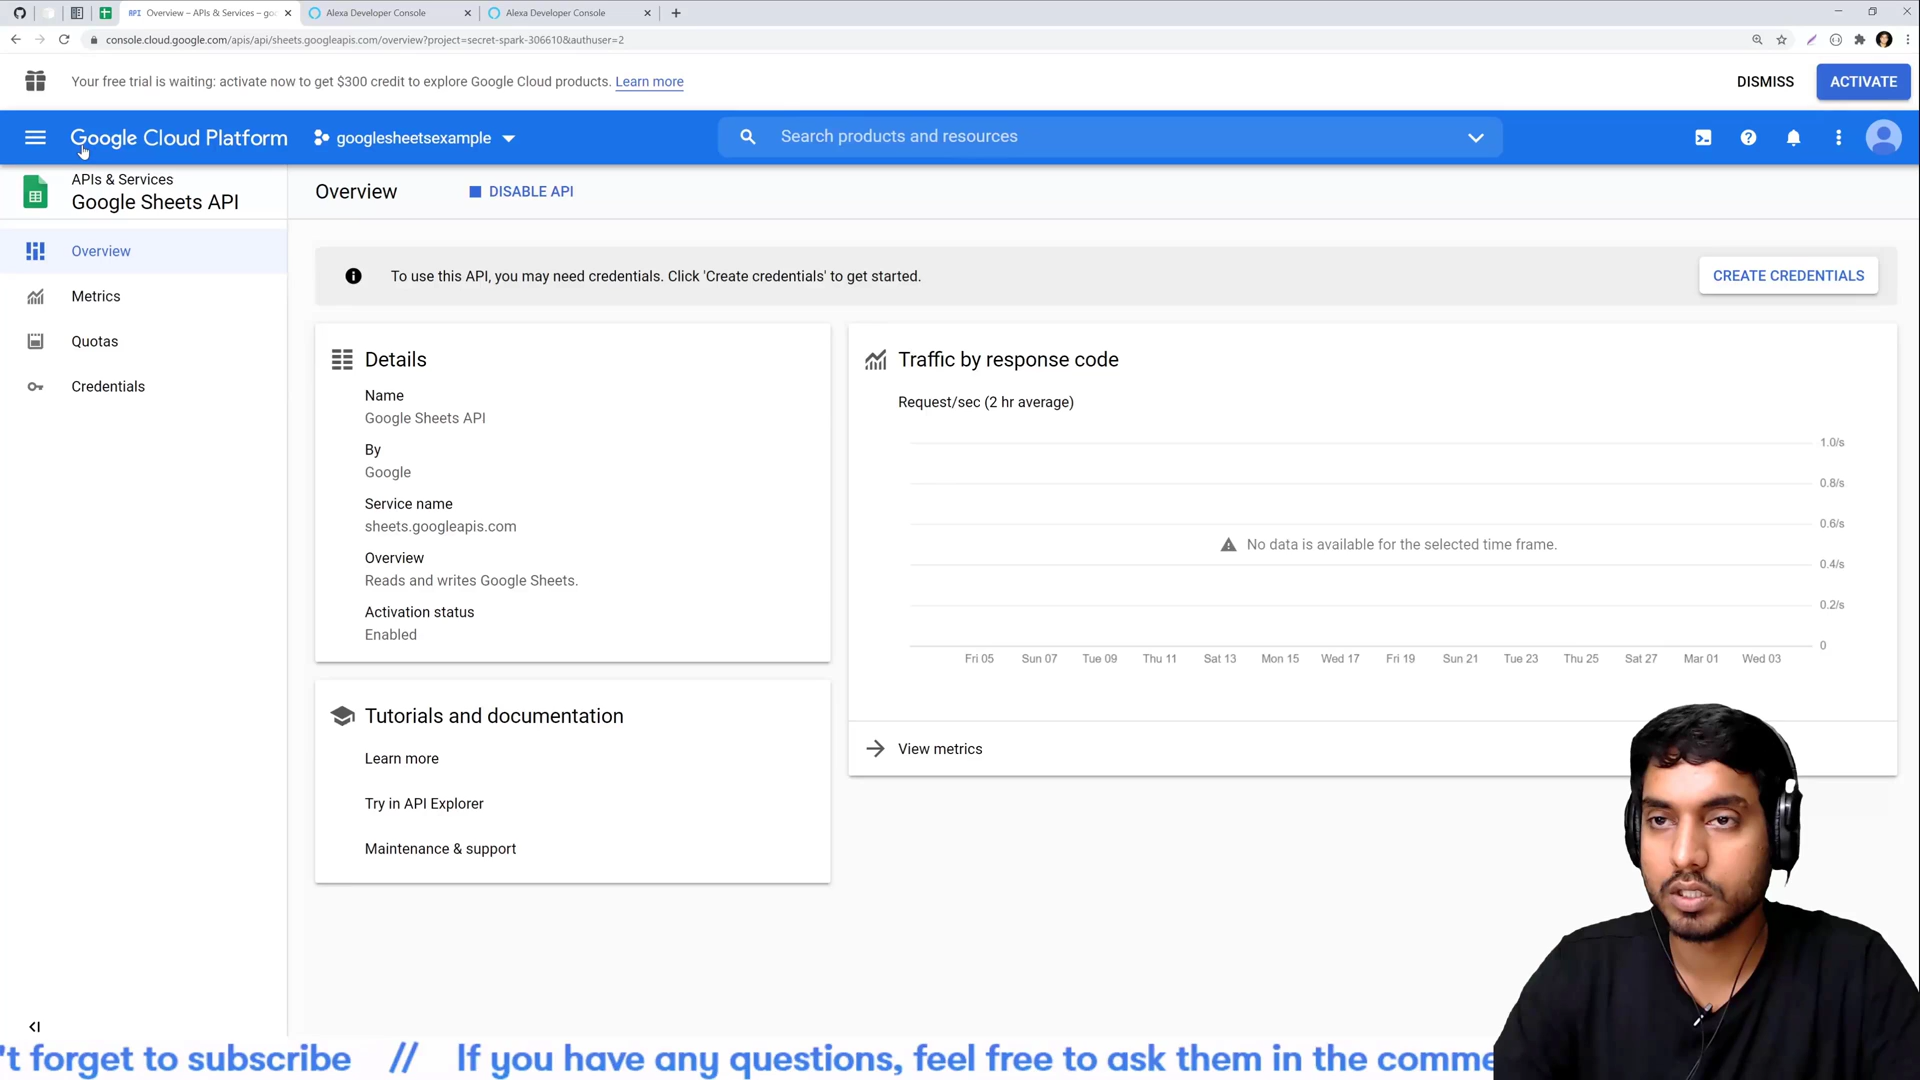 RPI Overview – APIs & Services – goo
Alexa Developer Console
Alexa Developer Console
console.cloud.google.com/apis/api/sheets.googleapis.com/overview?project=secret-spark-306610&authuser=2
Your free trial is waiting: activate now to get $300 credit to explore Google Cloud products. Learn more
DISMISS
ACTIVATE
Google Cloud Platform
googlesheetsexample
Search products and resources
APIs & Services
Google Sheets API
Overview
DISABLE API
Overview
Metrics
Quotas
Credentials
To use this API, you may need credentials. Click 'Create credentials' to get started.
CREATE CREDENTIALS
Details
Name
Google Sheets API
By
Google
Service name
sheets.googleapis.com
Overview
Reads and writes Google Sheets.
Activation status
Enabled
Tutorials and documentation
Learn more
Try in API Explorer
Maintenance & support
Traffic by response code
Request/sec (2 hr average)
1.0/s
0.8/s
0.6/s
No data is available for the selected time frame.
0.4/s
0.2/s
0
Fri 05 Sun 07 Tue 09 Thu 11 Sat 13 Mon 15 Wed 17 Fri 19 Sun 21 Tue 23 Thu 25 Sat 27 Mar 01 Wed 03
View metrics
't forget to subscribe // If you have any questions, feel free to ask them in the comme